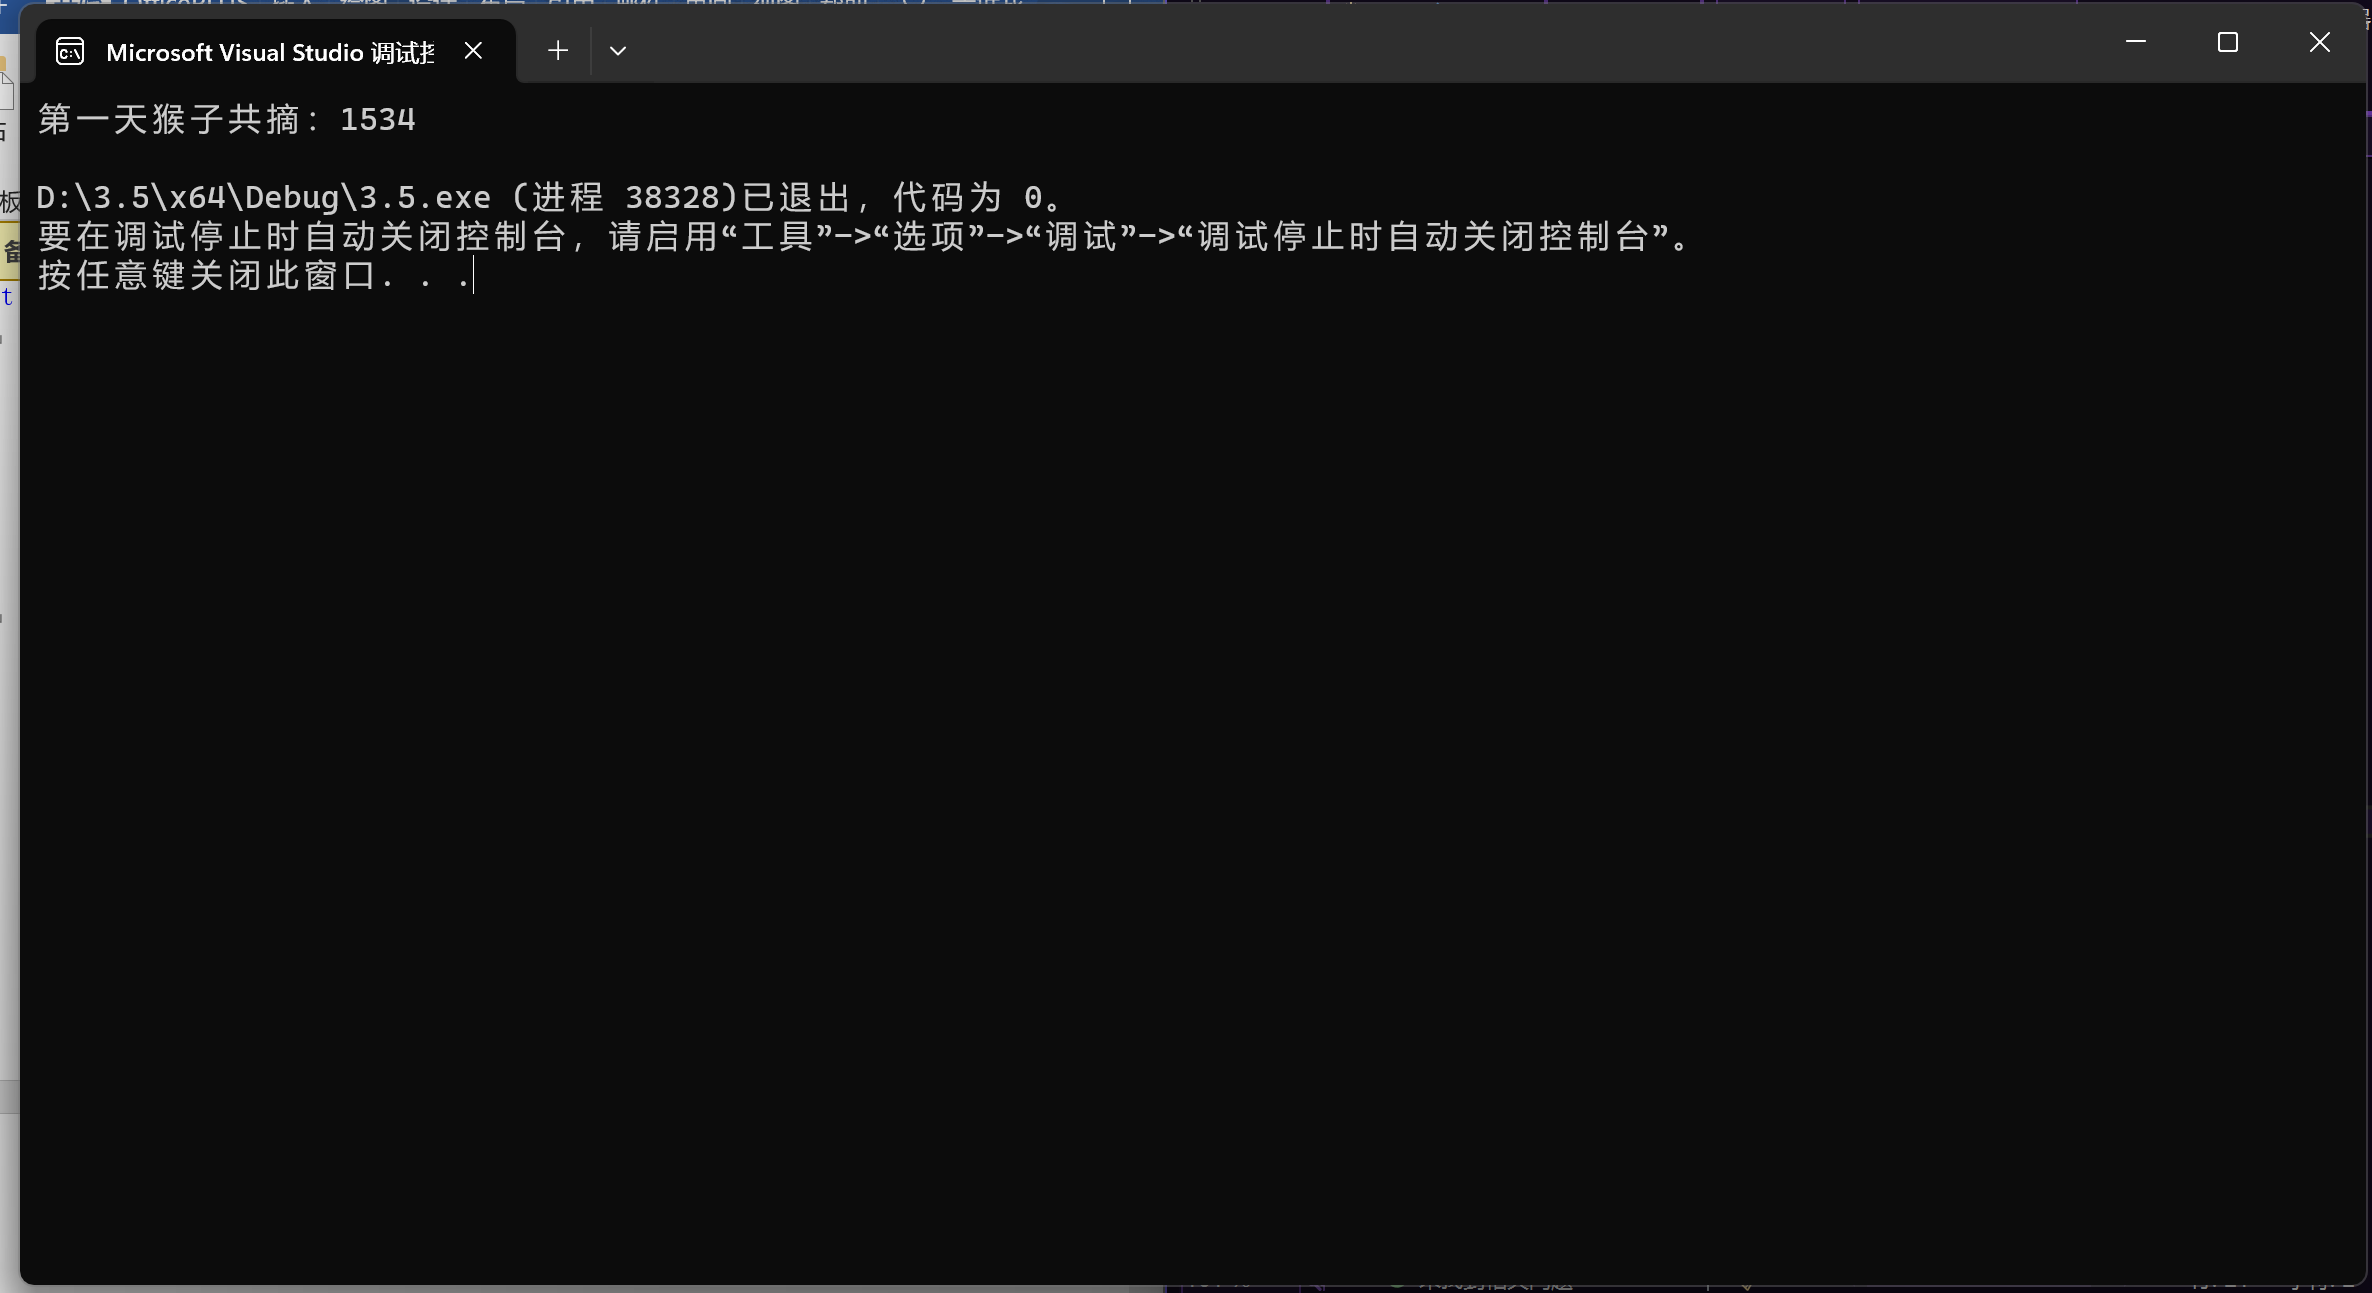 Microsoft Visual Studio 调试控
第一天猴子共摘：1534
D:\3.5\x64\Debug\3.5.exe (进程 38328)已退出，代码为 0。
要在调试停止时自动关闭控制台，请启用“工具”->“选项”->“调试”->“调试停止时自动关闭控制台”。
按任意键关闭此窗口. . .